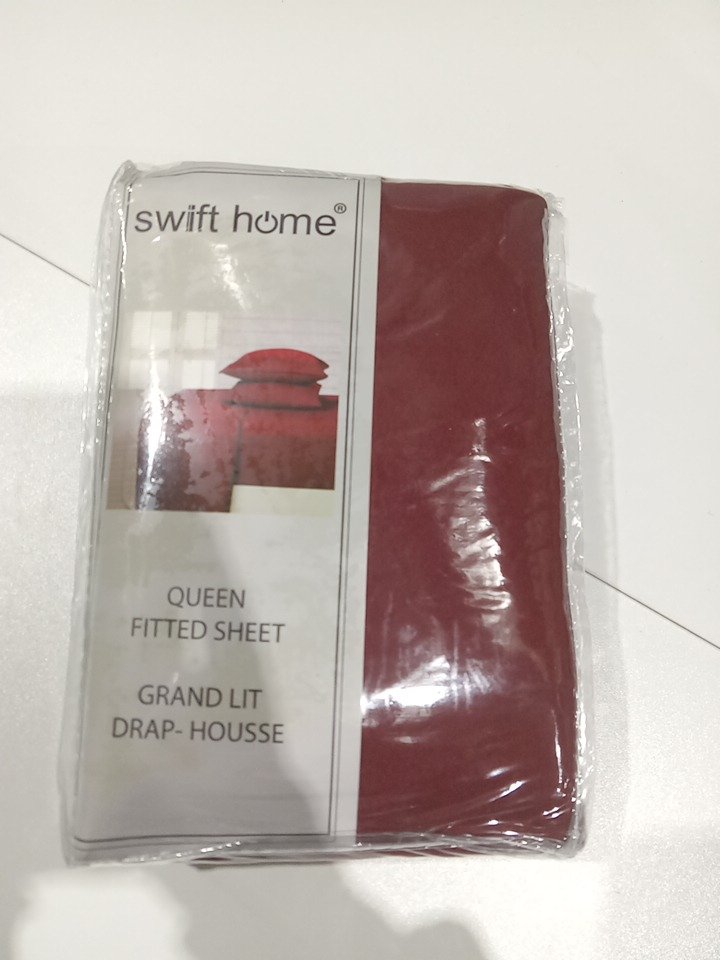 swift home®
QUEEN
FITTED SHEET
GRAND LIT
DRAP- HOUSSE